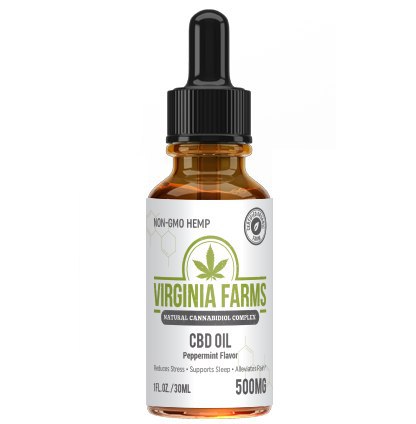 NON-GMO HEMP
VIRGINIA FARMS
NATURAL CANNABIDIOL COMPLEX
CBD OIL
Peppermint Flavor
Reduces Stress • Supports Sleep • Alleviates Pain*
1FL.OZ./30ML
500MG